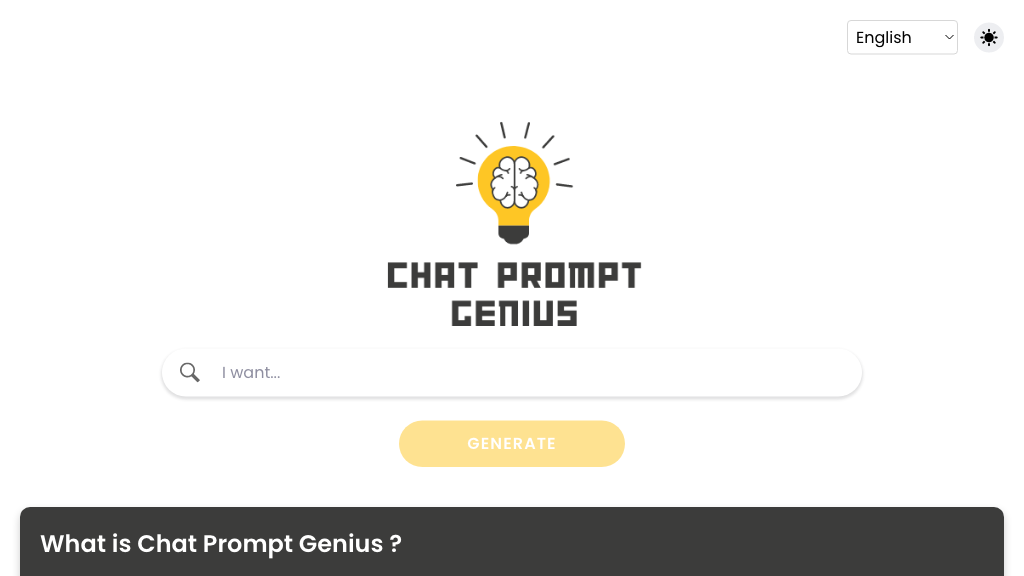 English
CHAT PROMPT
GENIUS
I want...
GENERATE
What is Chat Prompt Genius ?